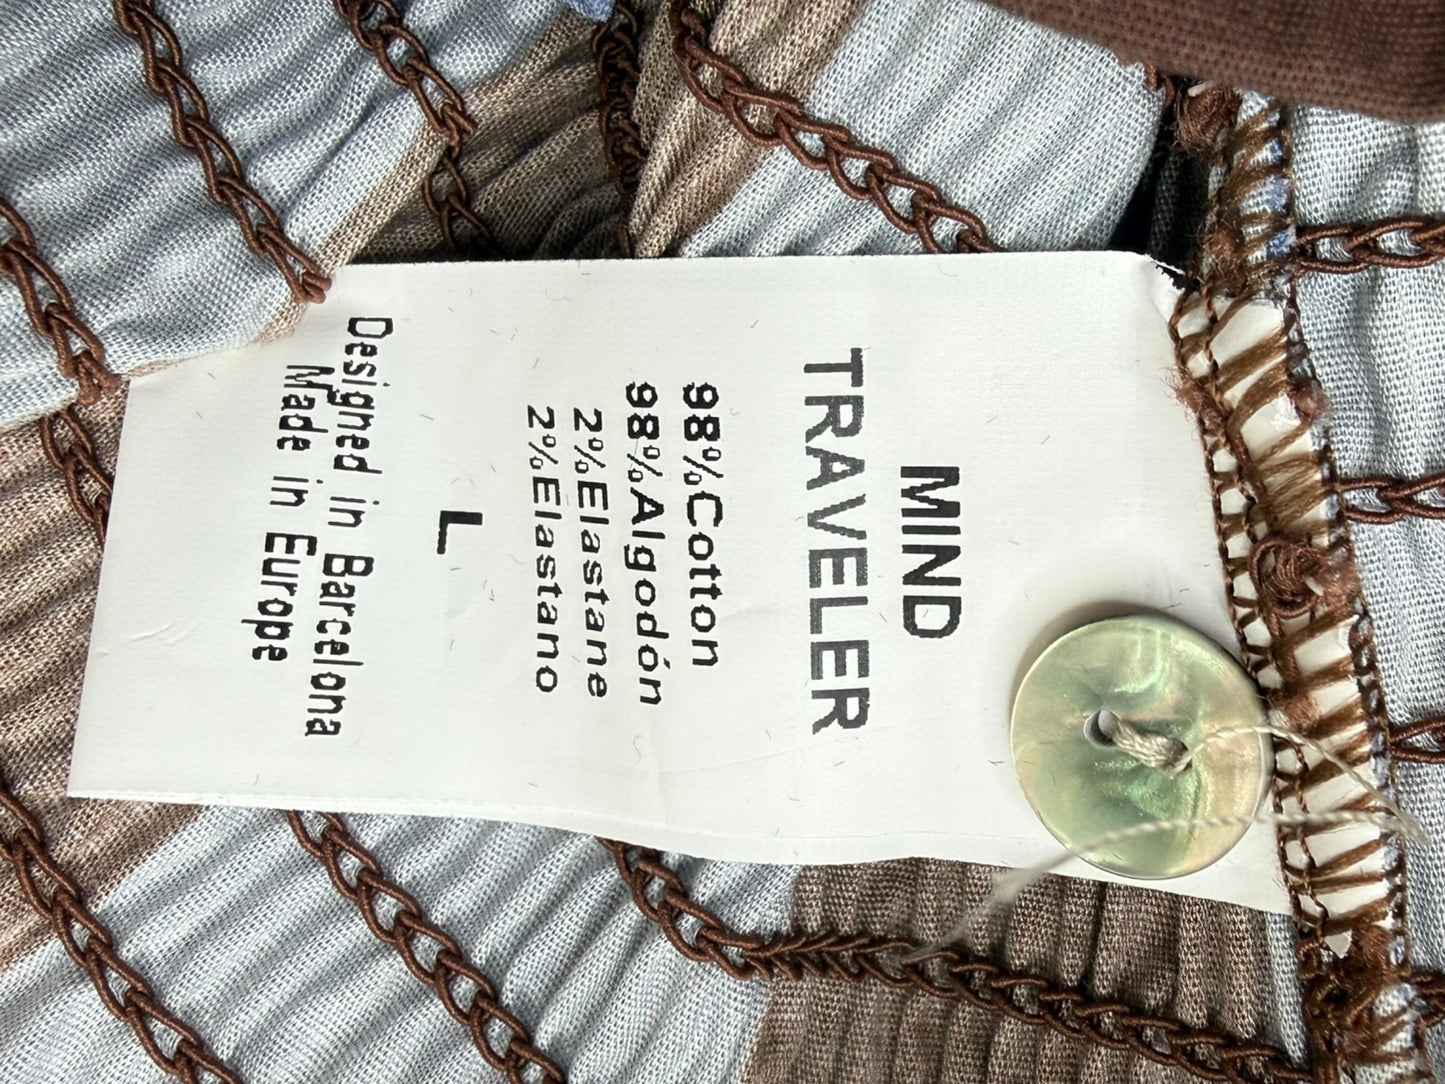 MIND
TRAVELER
98%Cotton
98%Algodón
2%Elastane
2%Elastano
L
Designed in Barcelona
Made in Europe